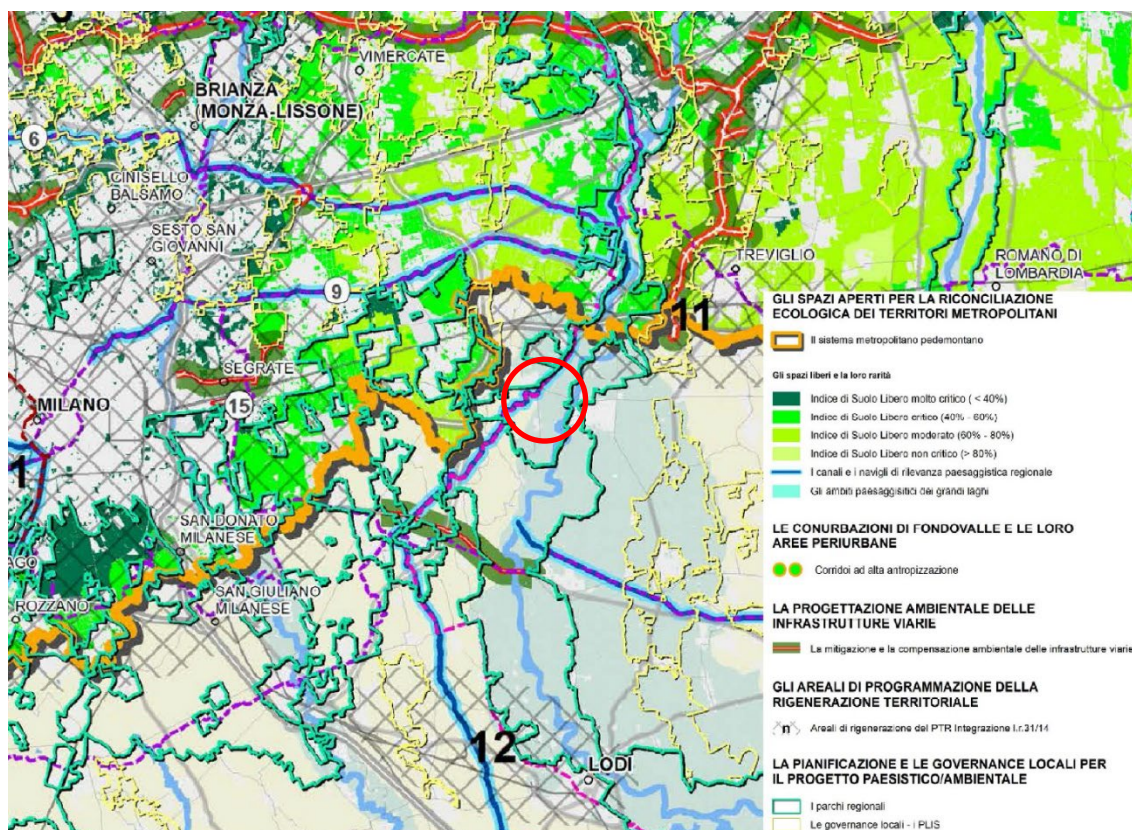 VIMERCATE
BRIANZA
(MONZA-LISSONE)
6
CINISELLO
BALSAMO
SESTO SAN
GIOVANNI
9
TREVIGLIO
ROMANO DI
LOMBARDIA
11
SEGRATE
15
MILANO
1
SAN DONATO
MILANESE
AGO
SAN GIULIANO
MILANESE
ROZZANO
12
LODI
GLI SPAZI APERTI PER LA RICONCILIAZIONE
ECOLOGICA DEI TERRITORI METROPOLITANI
Il sistema metropolitano pedemontano
Gli spazi liberi e la loro rarità
Indice di Suolo Libero molto critico ( < 40%)
Indice di Suolo Libero critico (40% - 60%)
Indice di Suolo Libero moderato (60% - 80%)
Indice di Suolo Libero non critico (> 80%)
I canali e i navigli di rilevanza paesaggistica regionale
Gli ambiti paesaggisitici dei grandi laghi
LE CONURBAZIONI DI FONDOVALLE E LE LORO
AREE PERIURBANE
Corridoi ad alta antropizzazione
LA PROGETTAZIONE AMBIENTALE DELLE
INFRASTRUTTURE VIARIE
La mitigazione e la compensazione ambientale delle infrastrutture viarie
GLI AREALI DI PROGRAMMAZIONE DELLA
RIGENERAZIONE TERRITORIALE
n Areali di rigenerazione del PTR Integrazione l.r.31/14
LA PIANIFICAZIONE E LE GOVERNANCE LOCALI PER
IL PROGETTO PAESISTICO/AMBIENTALE
I parchi regionali
Le governance locali - i PLIS